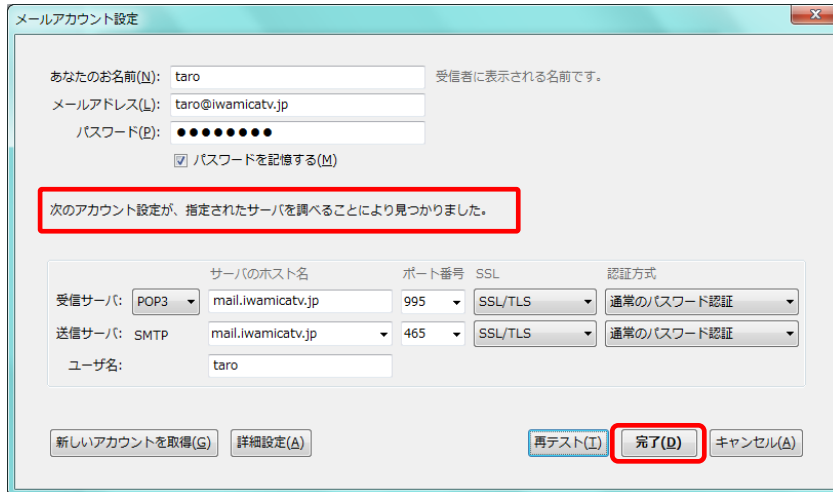 メールアカウント設定
あなたのお名前(N): taro 受信者に表示される名前です。
メールアドレス(L): taro@iwamicatv.jp
パスワード(P): ●●●●●●●●
パスワードを記憶する(M)
次のアカウント設定が、指定されたサーバを調べることにより見つかりました。
サーバのホスト名 ポート番号 SSL 認証方式
受信サーバ: POP3 mail.iwamicatv.jp 995 SSL/TLS 通常のパスワード認証
送信サーバ: SMTP mail.iwamicatv.jp 465 SSL/TLS 通常のパスワード認証
ユーザ名: taro
新しいアカウントを取得(G) 詳細設定(A) 再テスト(T) 完了(D) キャンセル(A)